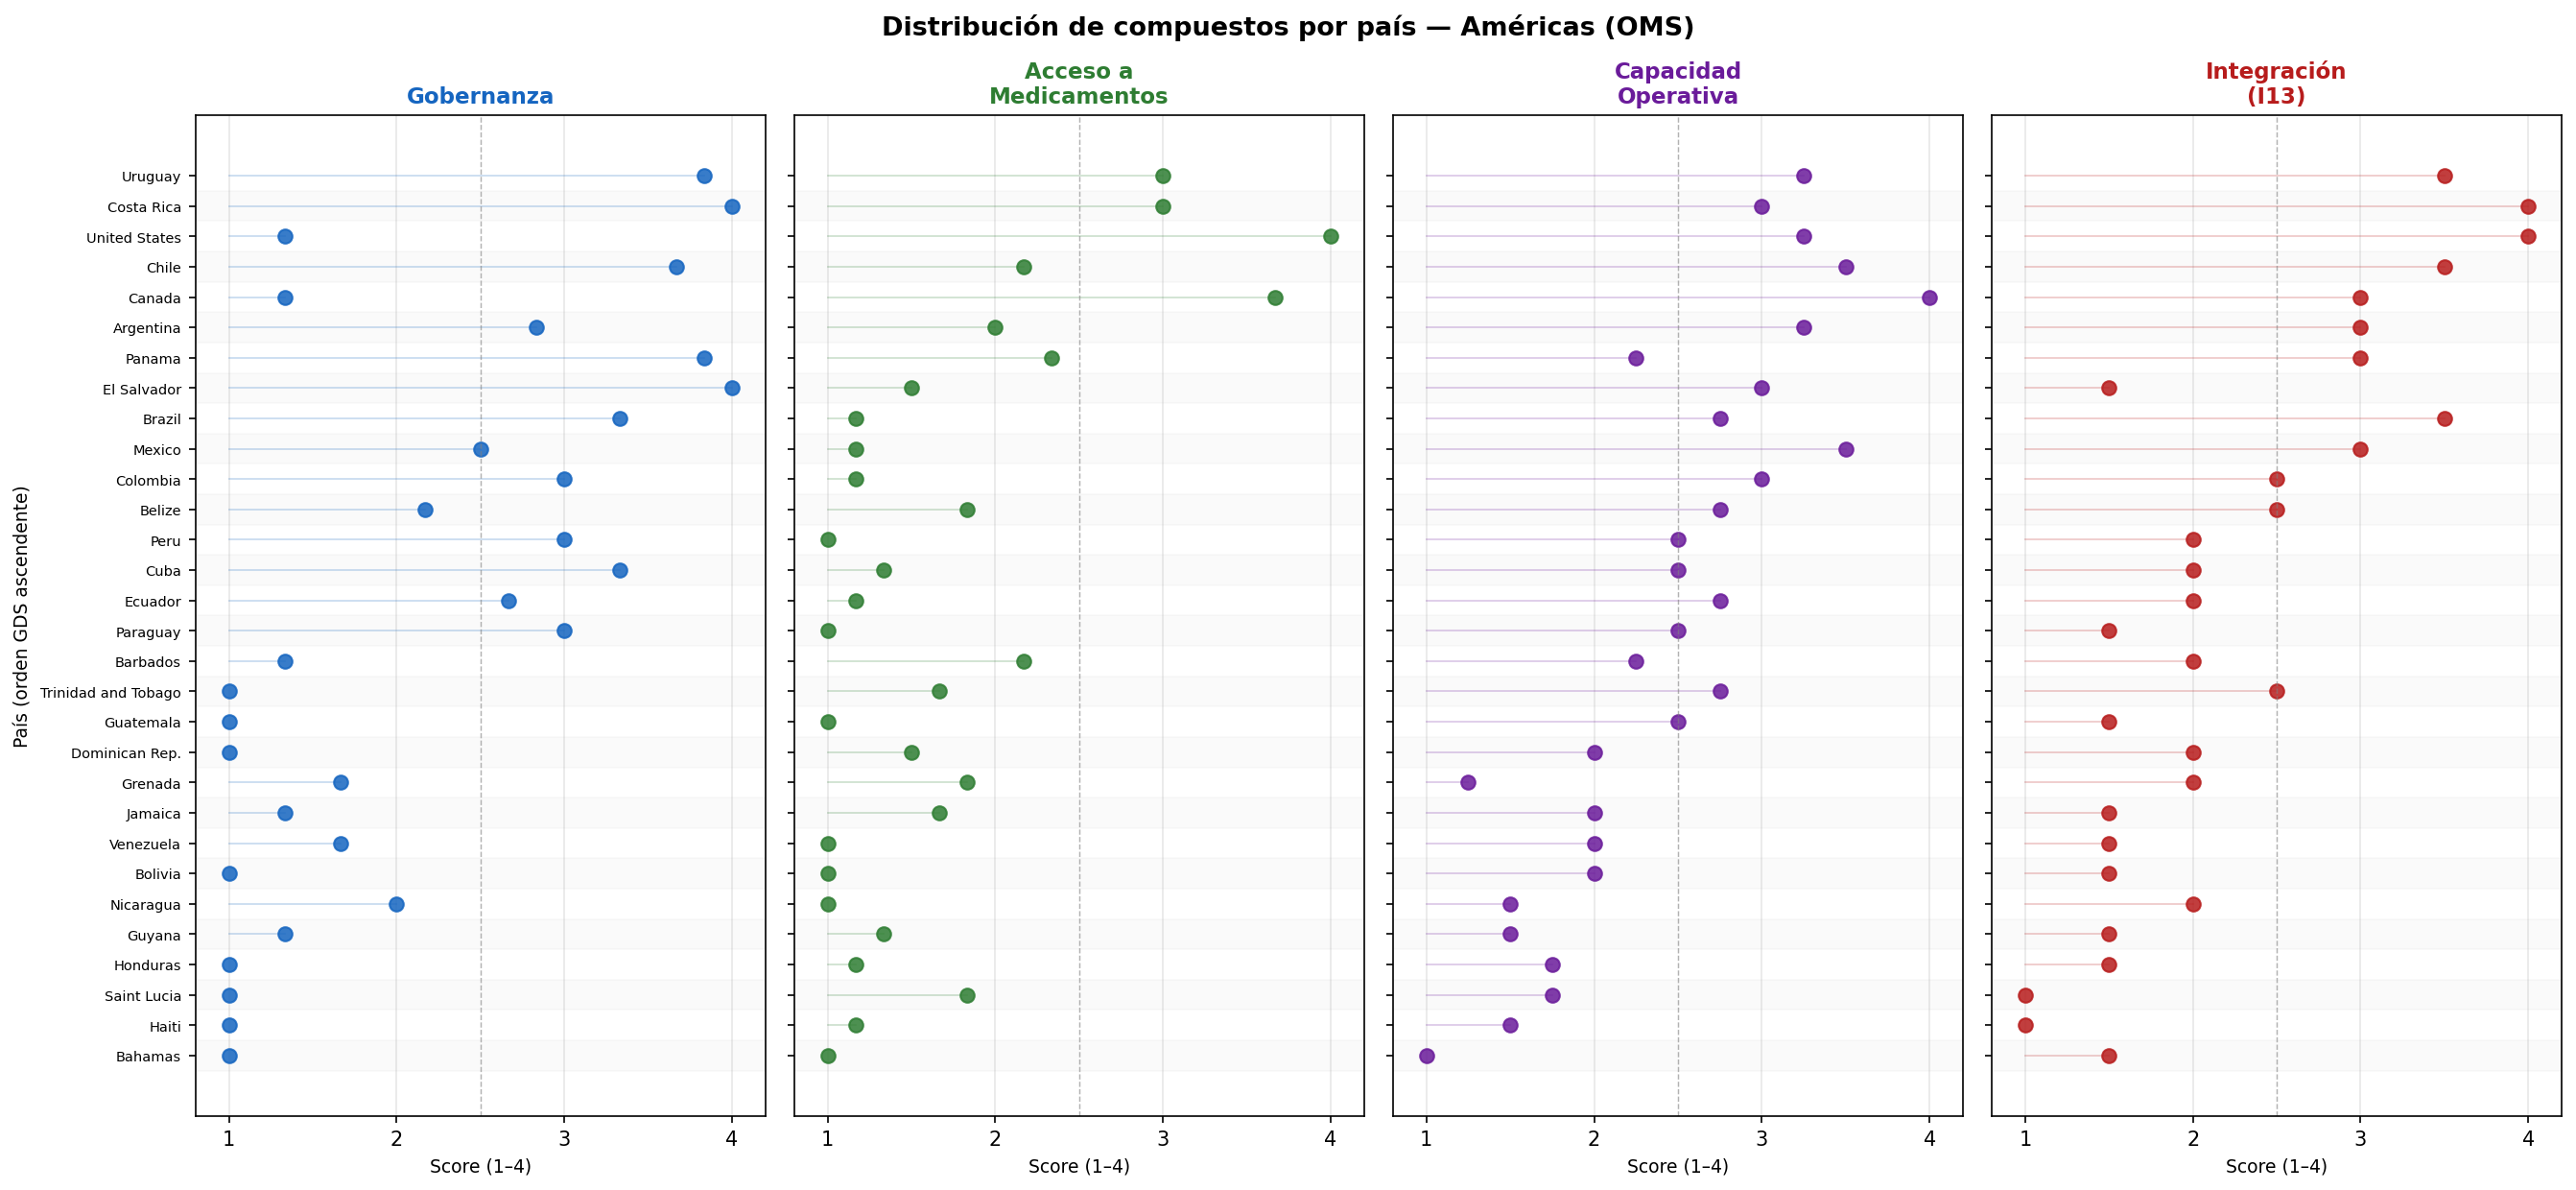 Distribución de compuestos por país — Américas (OMS)
Gobernanza
Acceso a
Medicamentos
Capacidad
Operativa
Integración
(I13)
País (orden GDS ascendente)
Uruguay
Costa Rica
United States
Chile
Canada
Argentina
Panama
El Salvador
Brazil
Mexico
Colombia
Belize
Peru
Cuba
Ecuador
Paraguay
Barbados
Trinidad and Tobago
Guatemala
Dominican Rep.
Grenada
Jamaica
Venezuela
Bolivia
Nicaragua
Guyana
Honduras
Saint Lucia
Haiti
Bahamas
1 2 3 4
1 2 3 4
1 2 3 4
1 2 3 4
Score (1–4)
Score (1–4)
Score (1–4)
Score (1–4)